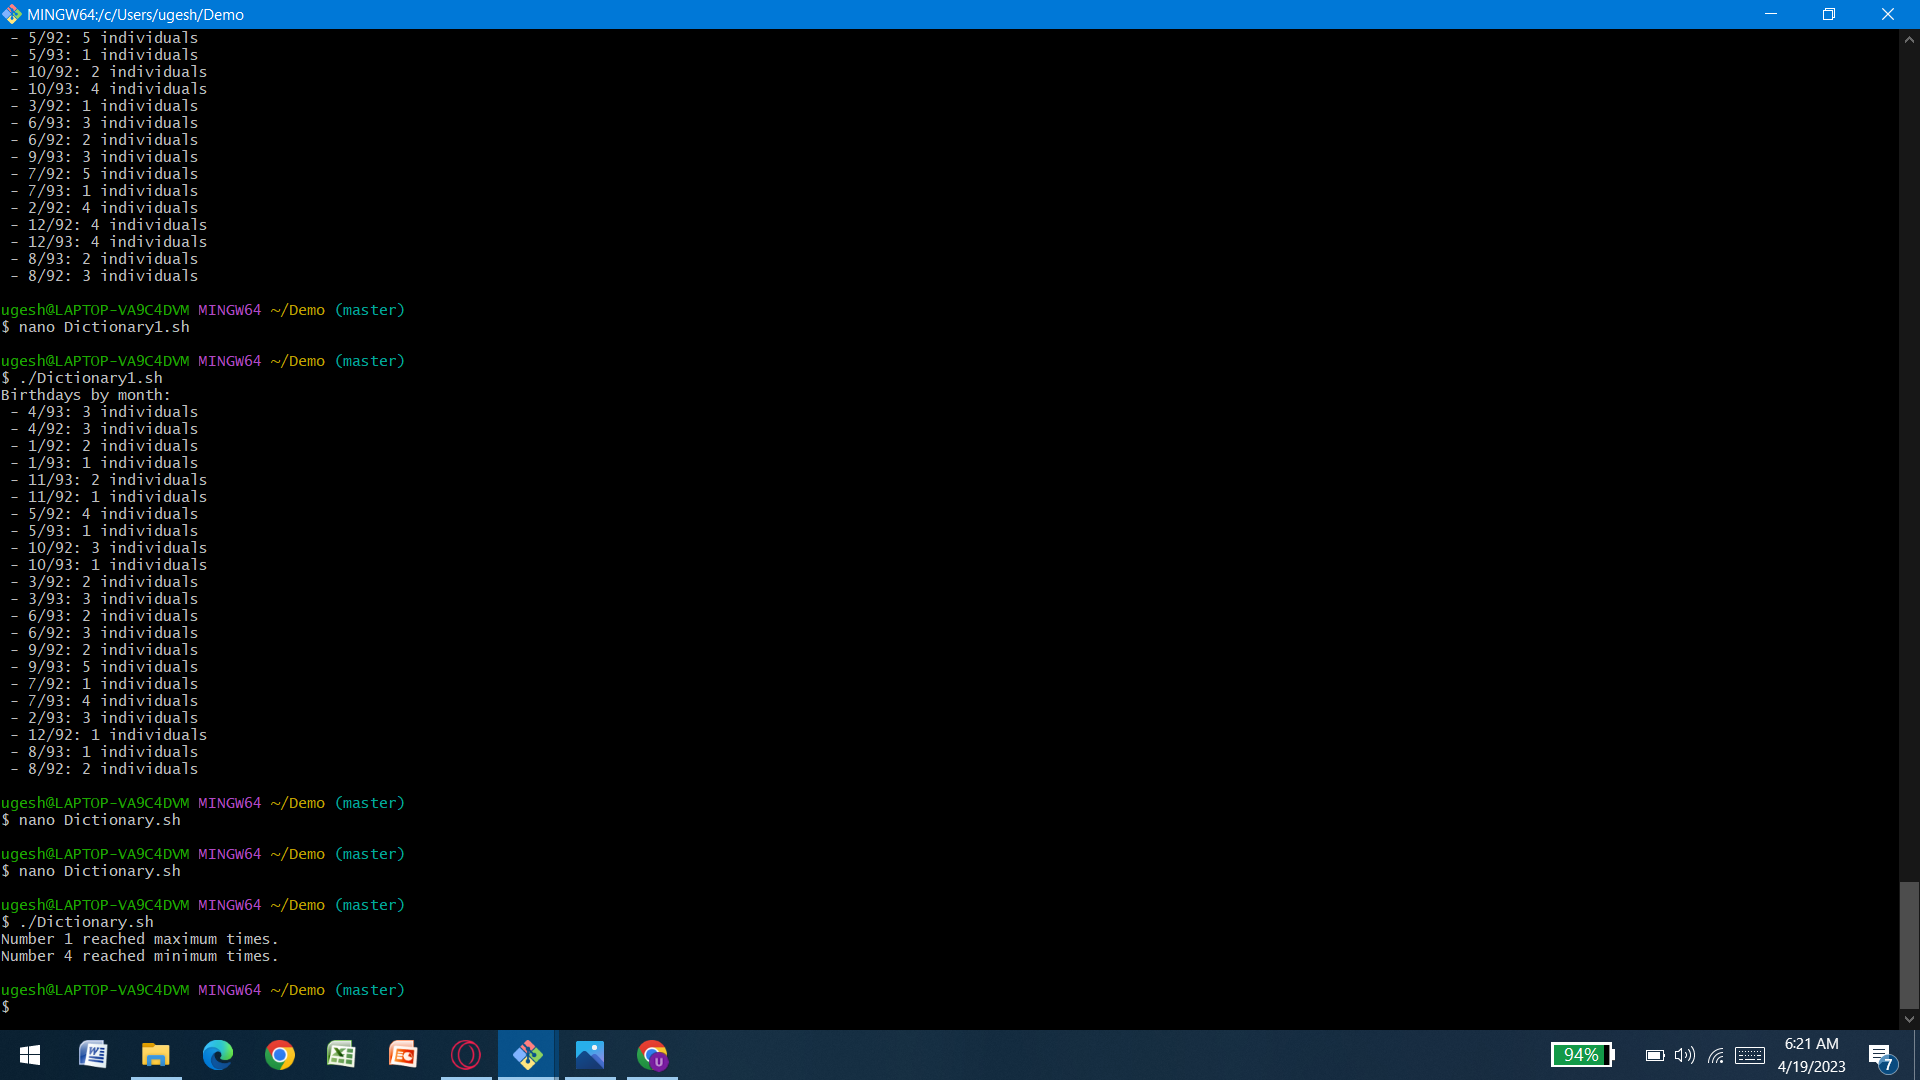 MINGW64:/c/Users/ugesh/Demo
- 5/92: 5 individuals
- 5/93: 1 individuals
- 10/92: 2 individuals
- 10/93: 4 individuals
- 3/92: 1 individuals
- 6/93: 3 individuals
- 6/92: 2 individuals
- 9/93: 3 individuals
- 7/92: 5 individuals
- 7/93: 1 individuals
- 2/92: 4 individuals
- 12/92: 4 individuals
- 12/93: 4 individuals
- 8/93: 2 individuals
- 8/92: 3 individuals
ugesh@LAPTOP-VA9C4DVM MINGW64 ~/Demo (master)
$ nano Dictionary1.sh
ugesh@LAPTOP-VA9C4DVM MINGW64 ~/Demo (master)
$ ./Dictionary1.sh
Birthdays by month:
- 4/93: 3 individuals
- 4/92: 3 individuals
- 1/92: 2 individuals
- 1/93: 1 individuals
- 11/93: 2 individuals
- 11/92: 1 individuals
- 5/92: 4 individuals
- 5/93: 1 individuals
- 10/92: 3 individuals
- 10/93: 1 individuals
- 3/92: 2 individuals
- 3/93: 3 individuals
- 6/93: 2 individuals
- 6/92: 3 individuals
- 9/92: 2 individuals
- 9/93: 5 individuals
- 7/92: 1 individuals
- 7/93: 4 individuals
- 2/93: 3 individuals
- 12/92: 1 individuals
- 8/93: 1 individuals
- 8/92: 2 individuals
ugesh@LAPTOP-VA9C4DVM MINGW64 ~/Demo (master)
$ nano Dictionary.sh
ugesh@LAPTOP-VA9C4DVM MINGW64 ~/Demo (master)
$ nano Dictionary.sh
ugesh@LAPTOP-VA9C4DVM MINGW64 ~/Demo (master)
$ ./Dictionary.sh
Number 1 reached maximum times.
Number 4 reached minimum times.
ugesh@LAPTOP-VA9C4DVM MINGW64 ~/Demo (master)
$
94%
6:21 AM
4/19/2023
7